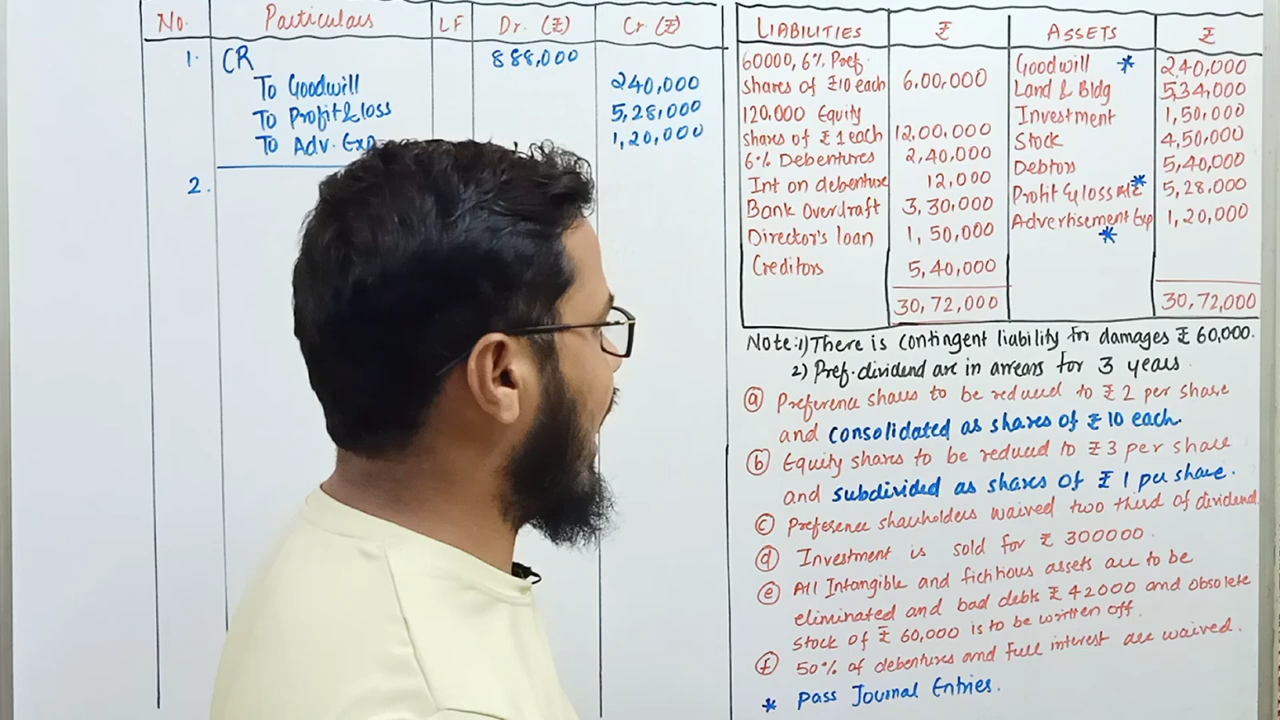 No. Particulars LF Dr. (₹) Cr. (₹)
1. CR 888,000
To Goodwill 240,000
To Profit & loss 5,28,000
To Adv. Exp 1,20,000
2.
LIABILITIES ₹ ASSETS ₹
60000, 6% Pref.
shares of ₹10 each 6,00,000
120,000 Equity
shares of ₹1 each 12,00,000
6% Debentures 2,40,000
Int on debenture 12,000
Bank Overdraft 3,30,000
Director's loan 1,50,000
Creditors 5,40,000
30,72,000
Goodwill * 2,40,000
Land & Bldg 5,34,000
Investment 1,50,000
Stock 4,50,000
Debtors 5,40,000
Profit & loss A/c * 5,28,000
Advertisement Exp 1,20,000
*
30,72,000
Note: 1) There is contingent liability for damages ₹ 60,000.
2) Pref. dividend are in arrears for 3 years.
(a) Preference shares to be reduced to ₹ 2 per share
and consolidated as shares of ₹ 10 each.
(b) Equity shares to be reduced to ₹ 3 per share
and subdivided as shares of ₹ 1 per share.
(c) Preference shareholders waived two third of dividend
(d) Investment is sold for ₹ 300000.
(e) All Intangible and fictitious assets are to be
eliminated and bad debts ₹ 42000 and obsolete
stock of ₹ 60,000 is to be written off.
(f) 50% of debentures and full interest are waived.
* Pass Journal Entries.